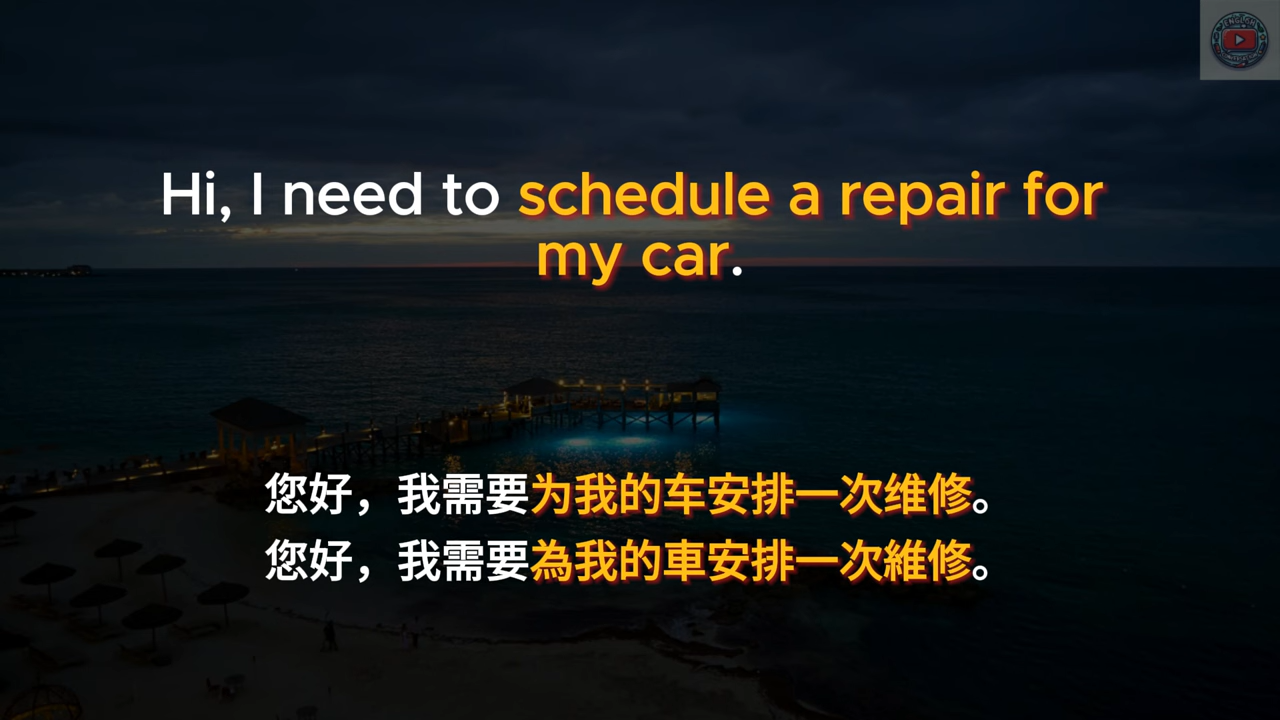 Hi, I need to schedule a repair for
my car.
您好，我需要为我的车安排一次维修。
您好，我需要為我的車安排一次維修。